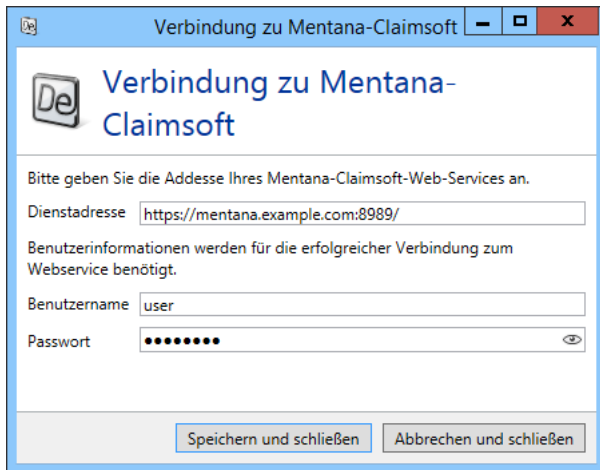 De
Verbindung zu Mentana-Claimsoft
De
Verbindung zu Mentana-
Claimsoft
Bitte geben Sie die Addesse Ihres Mentana-Claimsoft-Web-Services an.
Dienstadresse https://mentana.example.com:8989/
Benutzerinformationen werden für die erfolgreicher Verbindung zum
Webservice benötigt.
Benutzername user
Passwort ●●●●●●●●
Speichern und schließen Abbrechen und schließen